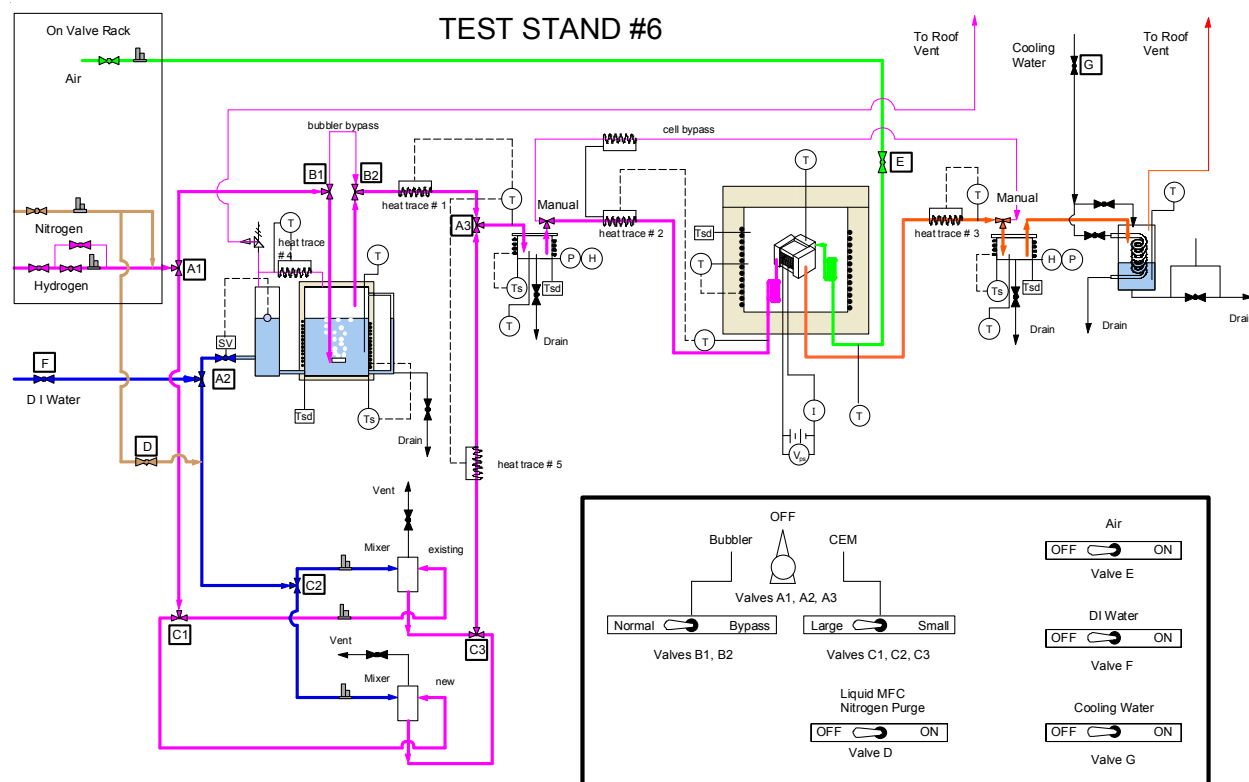 TEST STAND #6
On Valve Rack
Air
Nitrogen
Hydrogen
A1
F
D I Water
A2
SV
D
bubbler bypass
B1
B2
heat trace # 1
T
heat trace
# 4
T
T
Tsd
Ts
Drain
A3
T
heat trace # 5
Manual
P
H
Ts
Tsd
T
Drain
cell bypass
heat trace # 2
T
Tsd
T
T
I
Vps
T
E
To Roof
Vent
To Roof
Vent
Cooling
Water
G
T
heat trace # 3
Manual
H
P
Ts
Tsd
T
Drain
Drain
T
Drain
Vent
Mixer
existing
C2
C1
C3
Vent
Mixer
new
OFF
Bubbler
CEM
Valves A1, A2, A3
Normal
Bypass
Valves B1, B2
Large
Small
Valves C1, C2, C3
Liquid MFC
Nitrogen Purge
OFF
ON
Valve D
Air
OFF
ON
Valve E
DI Water
OFF
ON
Valve F
Cooling Water
OFF
ON
Valve G